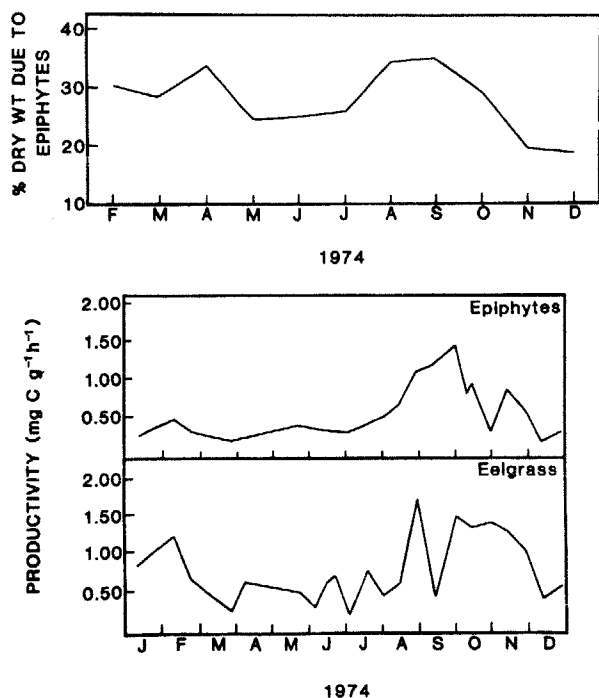 % DRY WT DUE TO
EPIPHYTES
40
30
20
10
F M A M J J A S O N D
1974
PRODUCTIVITY (mg C g⁻¹h⁻¹)
Epiphytes
2.00
1.50
1.00
0.50
Eelgrass
2.00
1.50
1.00
0.50
J F M A M J J A S O N D
1974